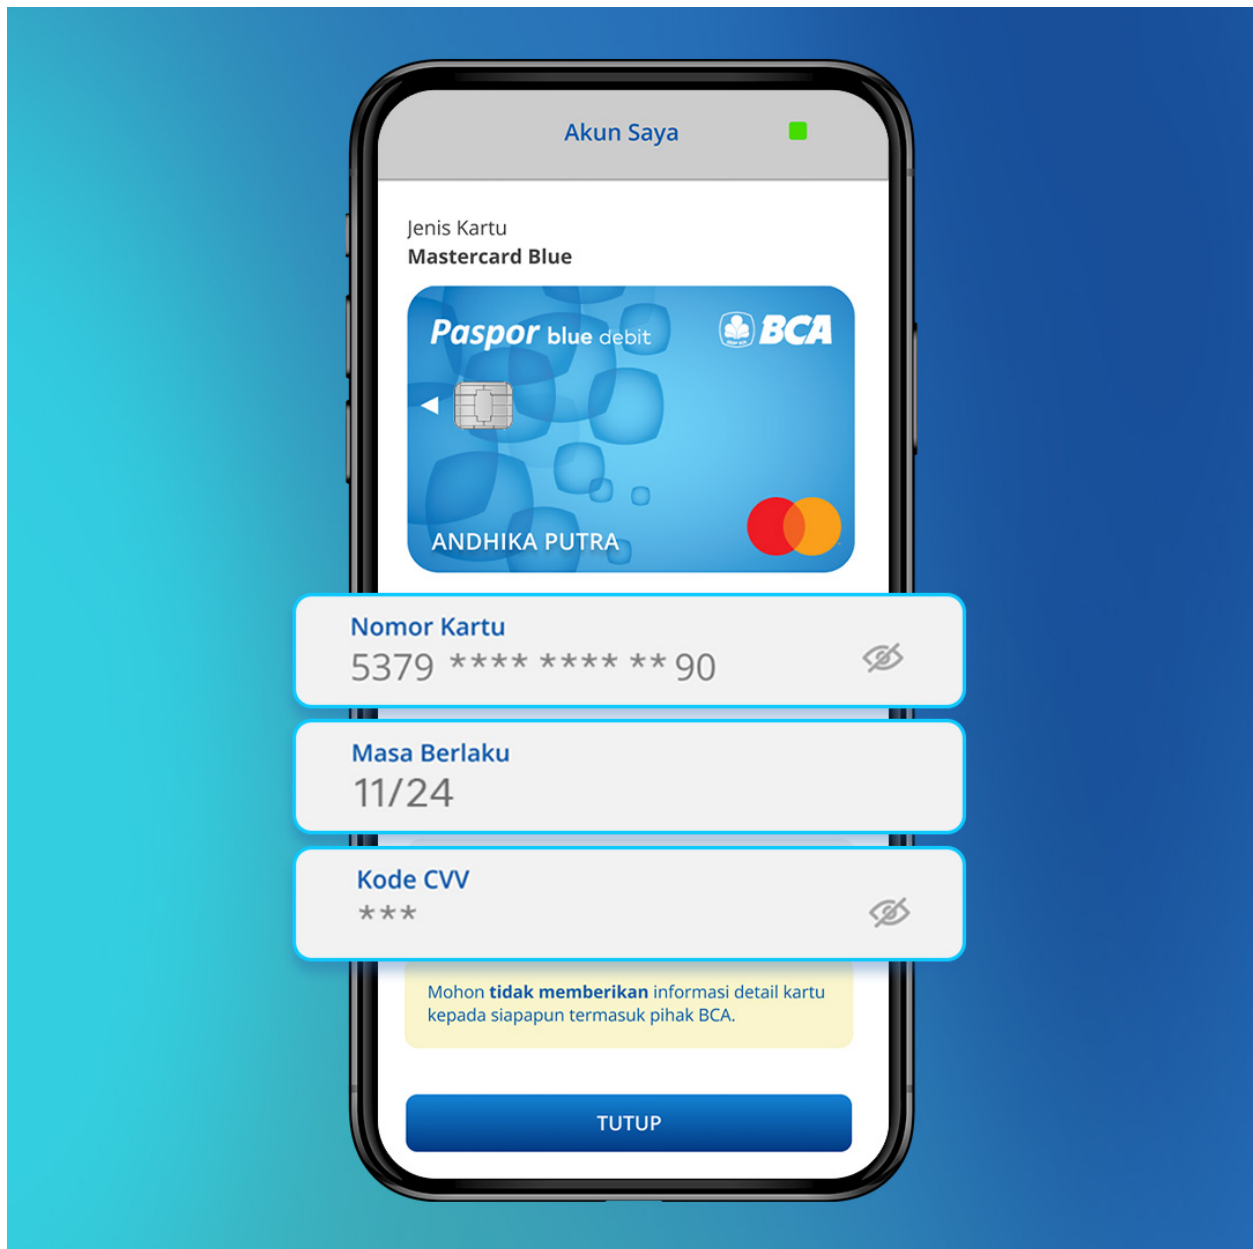 Akun Saya
Jenis Kartu
Mastercard Blue
Paspor blue debit
BCA
ANDHIKA PUTRA
Nomor Kartu
5379 **** **** ** 90
Masa Berlaku
11/24
Kode CVV
***
Mohon tidak memberikan informasi detail kartu
kepada siapapun termasuk pihak BCA.
TUTUP